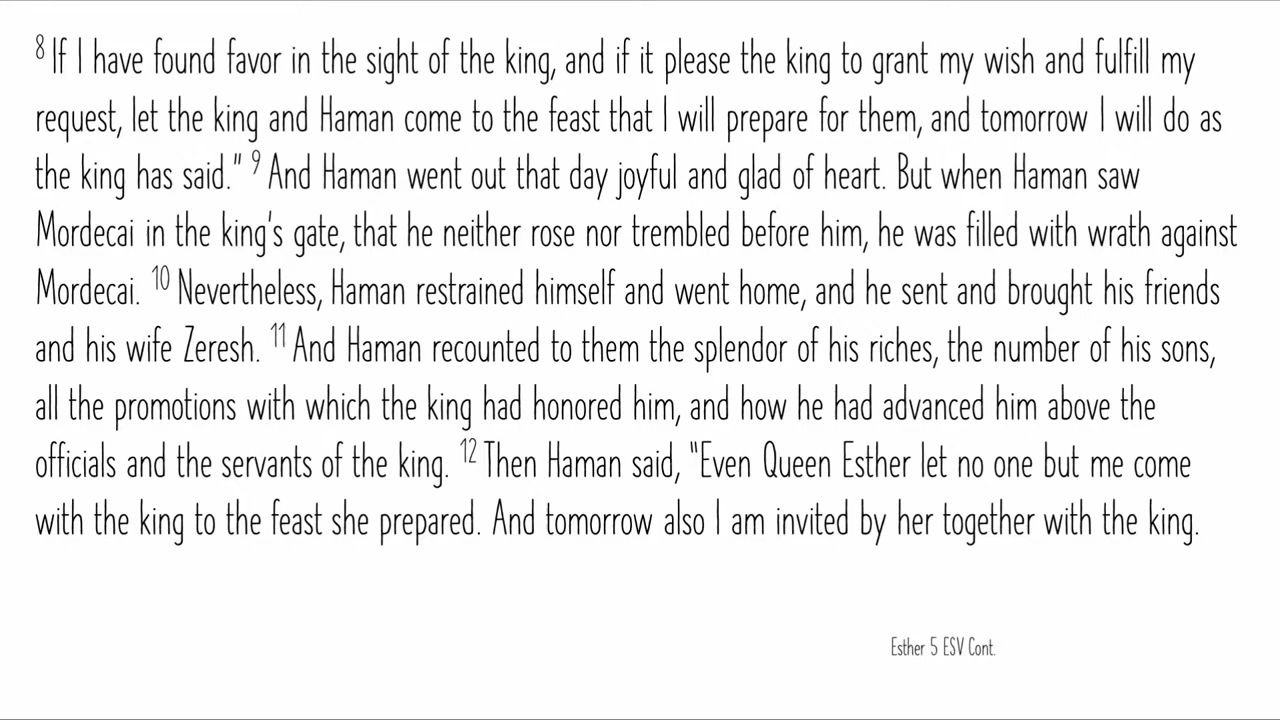 8 If I have found favor in the sight of the king, and if it please the king to grant my wish and fulfill my
request, let the king and Haman come to the feast that I will prepare for them, and tomorrow I will do as
the king has said." 9 And Haman went out that day joyful and glad of heart. But when Haman saw
Mordecai in the king's gate, that he neither rose nor trembled before him, he was filled with wrath against
Mordecai. 10 Nevertheless, Haman restrained himself and went home, and he sent and brought his friends
and his wife Zeresh. 11 And Haman recounted to them the splendor of his riches, the number of his sons,
all the promotions with which the king had honored him, and how he had advanced him above the
officials and the servants of the king. 12 Then Haman said, "Even Queen Esther let no one but me come
with the king to the feast she prepared. And tomorrow also I am invited by her together with the king.
Esther 5 ESV Cont.